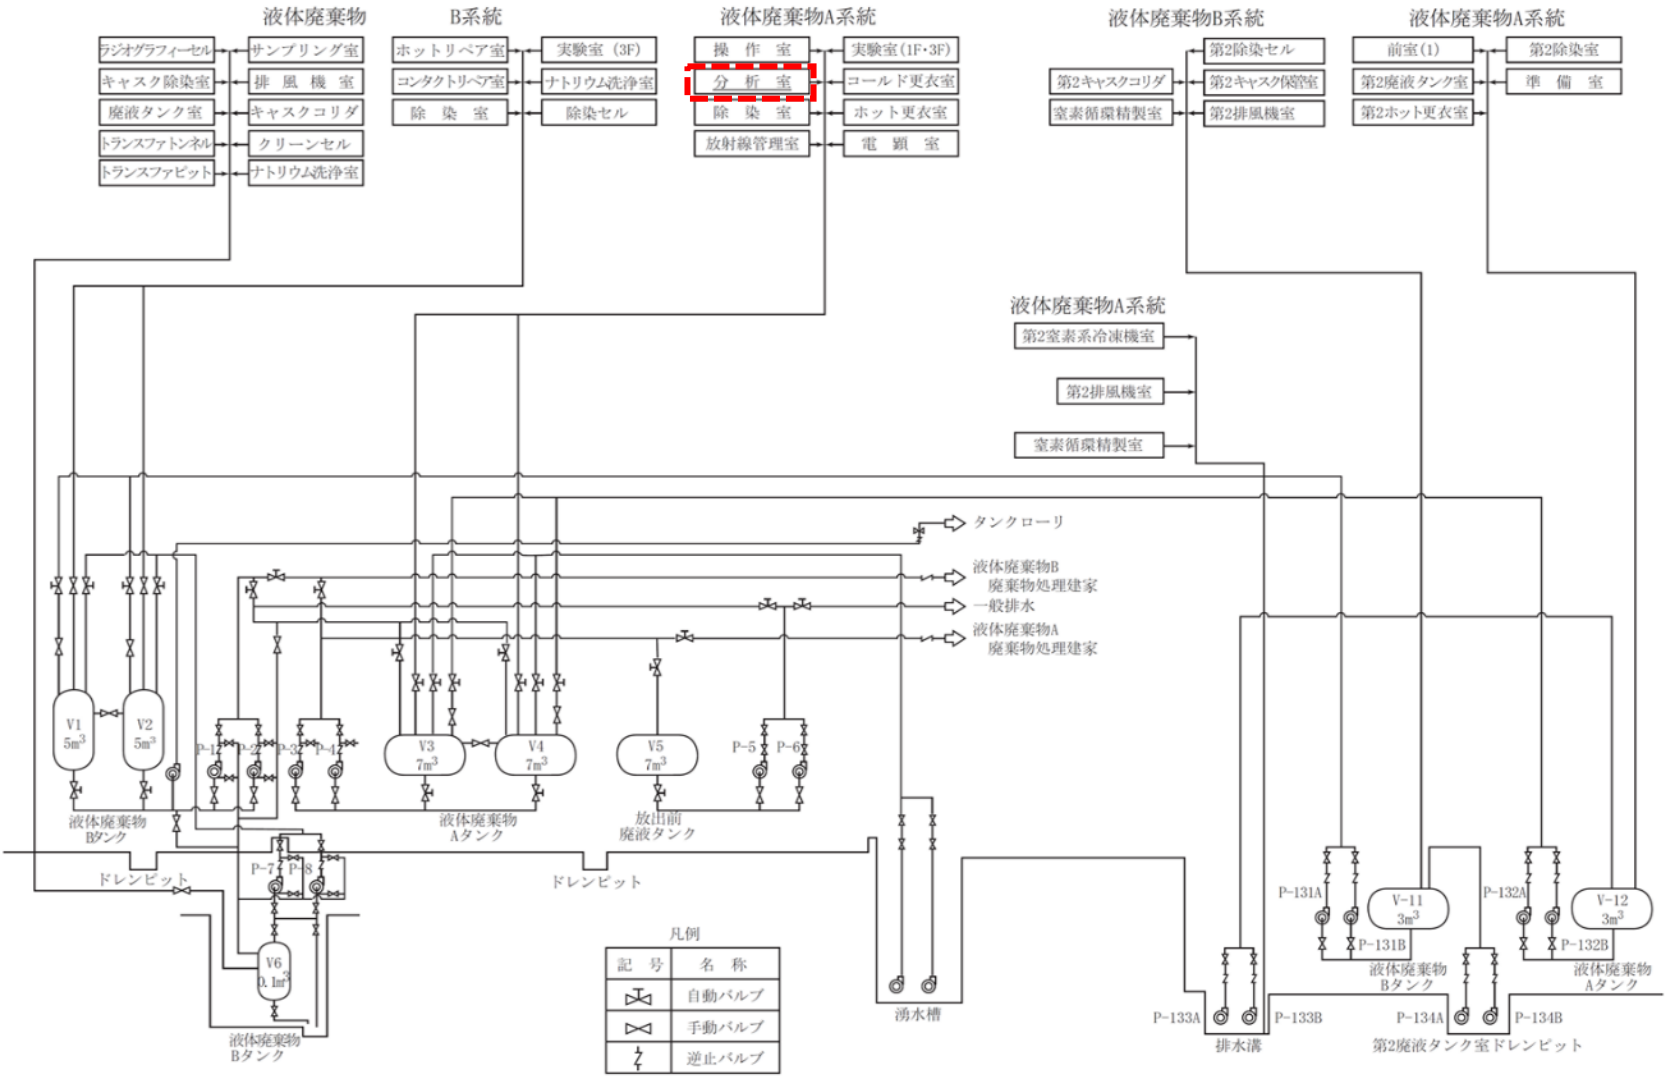 液体廃棄物 B系統
ラジオグラフィーセル サンプリング室
キャスク除染室 排風機室
廃液タンク室 キャスクコリダ
トランスファトンネル クリーンセル
トランスファピット ナトリウム洗浄室
ホットリペア室 実験室(3F)
コンタクトリペア室 ナトリウム洗浄室
除染室 除染セル
液体廃棄物A系統
操作室 実験室(1F・3F)
分析室 コールド更衣室
除染室 ホット更衣室
放射線管理室 電顕室
液体廃棄物B系統
第2除染セル
第2キャスクコリダ 第2キャスク保管室
窒素循環精製室 第2排風機室
液体廃棄物A系統
前室(1) 第2除染室
第2廃液タンク室 準備室
第2ホット更衣室
液体廃棄物A系統
第2窒素系冷凍機室
第2排風機室
窒素循環精製室
タンクローリ
液体廃棄物B
廃棄物処理建家
一般排水
液体廃棄物A
廃棄物処理建家
V1
5m³
V2
5m³
P-1
P-2
P-3
P-4
V3
7m³
V4
7m³
V5
7m³
P-5
P-6
液体廃棄物
Bタンク
液体廃棄物
Aタンク
放出前
廃液タンク
P-7
P-8
ドレンピット
ドレンピット
V6
0.1m³
液体廃棄物
Bタンク
凡例
記号 名称
自動バルブ
手動バルブ
逆止バルブ
湧水槽
P-131A
P-131B
V-11
3m³
P-132A
P-132B
V-12
3m³
液体廃棄物
Bタンク
液体廃棄物
Aタンク
P-133A
P-133B
P-134A
P-134B
排水溝
第2廃液タンク室ドレンピット